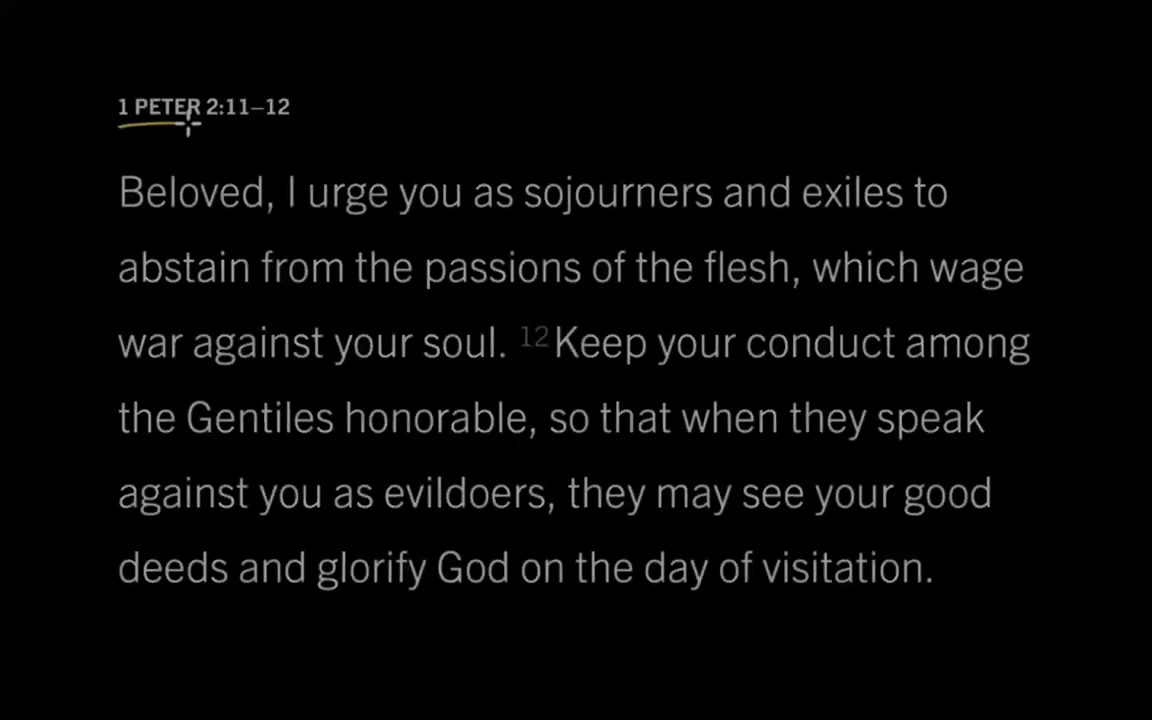 1 PETER 2:11–12
Beloved, I urge you as sojourners and exiles to
abstain from the passions of the flesh, which wage
war against your soul. 12 Keep your conduct among
the Gentiles honorable, so that when they speak
against you as evildoers, they may see your good
deeds and glorify God on the day of visitation.